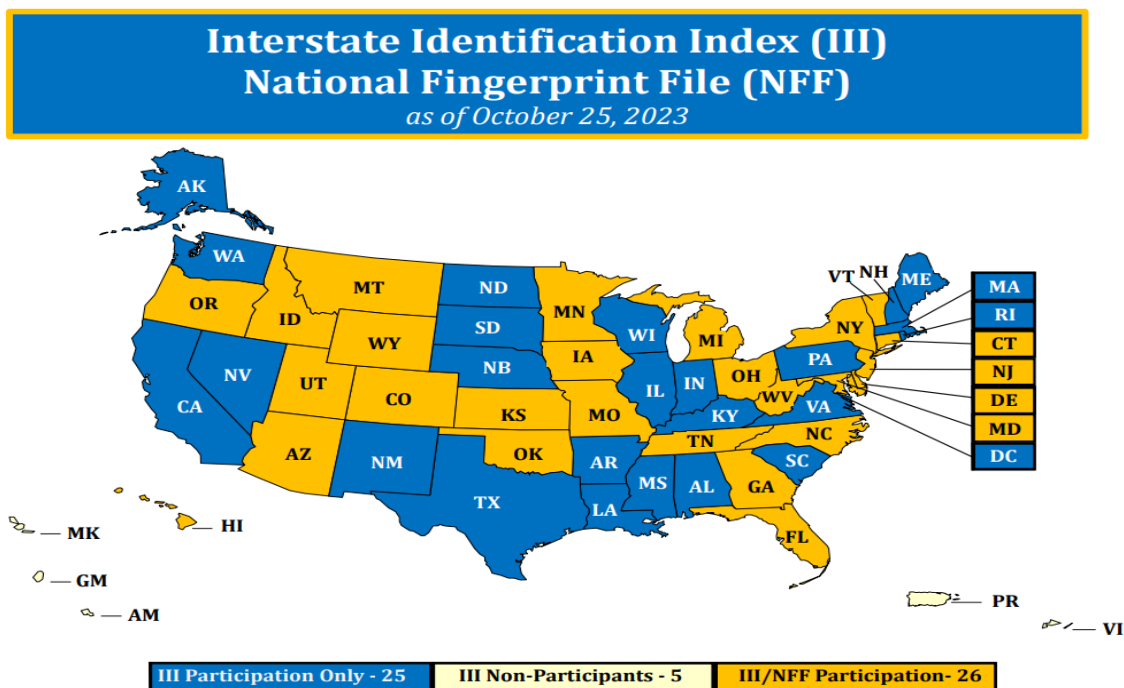 Interstate Identification Index (III)
National Fingerprint File (NFF)
as of October 25, 2023
AK
WA
OR
MT
ID
WY
ND
SD
NB
MN
WI
MI
IA
NV
CA
UT
CO
KS
MO
IL
IN
OH
WV
KY
VA
PA
NY
VT
NH
ME
MA
RI
CT
NJ
DE
MD
DC
AZ
NM
OK
TX
AR
LA
MS
AL
TN
NC
SC
GA
FL
HI
MK
GM
AM
PR
VI
III Participation Only - 25
III Non-Participants - 5
III/NFF Participation- 26